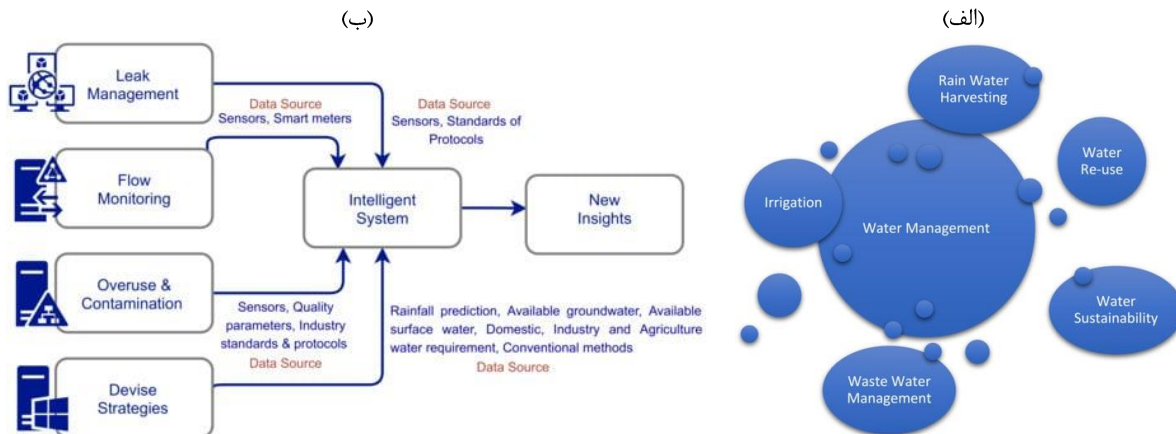 (ب)
(الف)
Leak
Management
Data Source
Sensors, Smart meters
Data Source
Sensors, Standards of
Protocols
Flow
Monitoring
Intelligent
System
New
Insights
Overuse &
Contamination
Sensors, Quality
parameters, Industry
standards & protocols
Data Source
Rainfall prediction, Available groundwater, Available
surface water, Domestic, Industry and Agriculture
water requirement, Conventional methods
Data Source
Devise
Strategies
Rain Water
Harvesting
Water
Re-use
Irrigation
Water Management
Water
Sustainability
Waste Water
Management